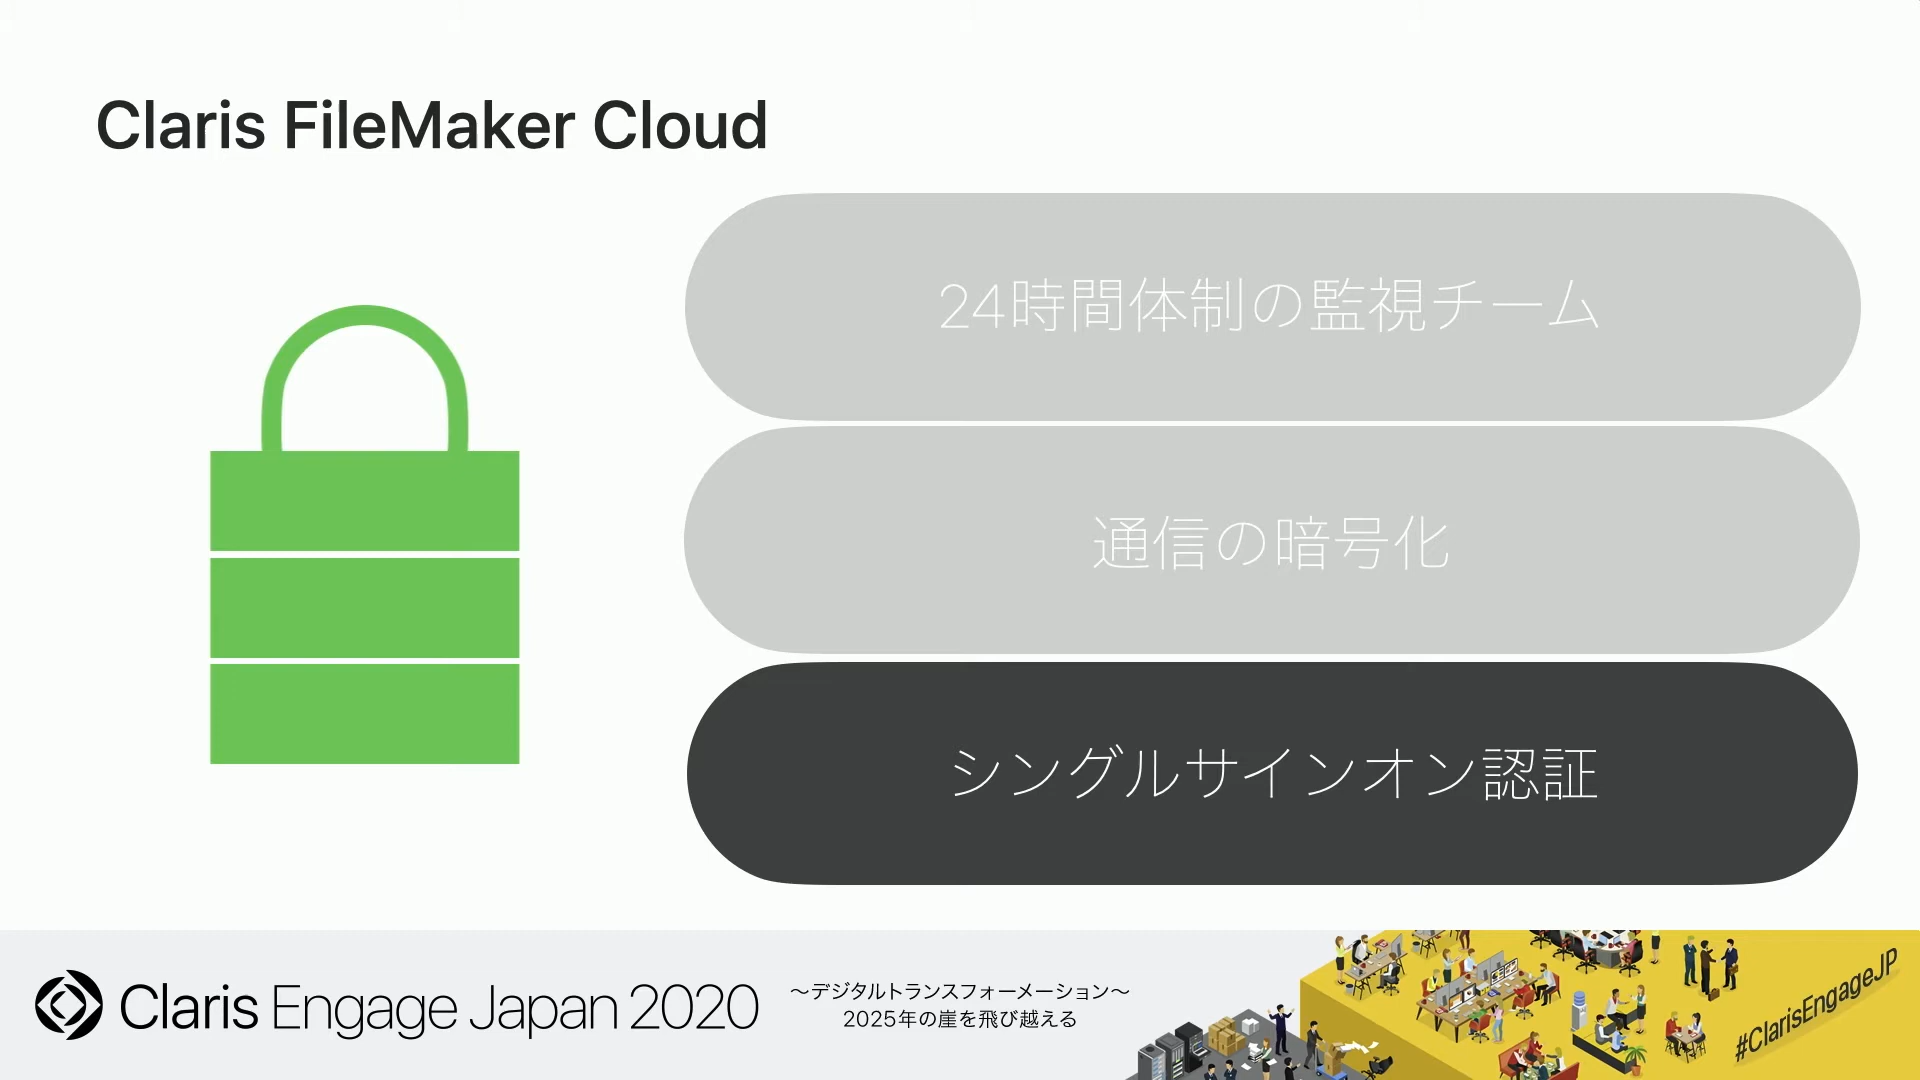 Claris FileMaker Cloud
24時間体制の監視チーム
通信の暗号化
シングルサインオン認証
Claris Engage Japan 2020
〜デジタルトランスフォーメーション〜
2025年の崖を飛び越える
#ClarisEngageJP